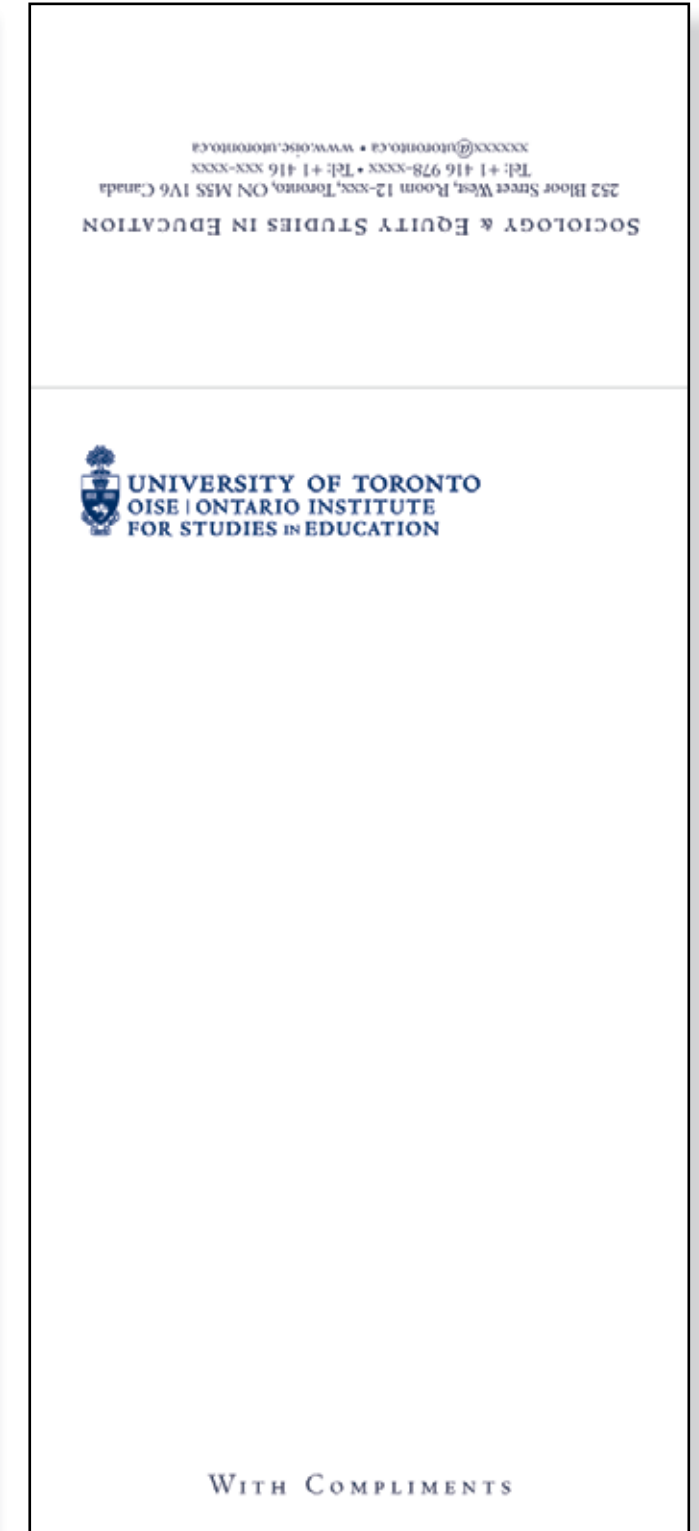 SOCIOLOGY & EQUITY STUDIES IN EDUCATION
252 Bloor Street West, Room 12-xxx, Toronto, ON M5S 1V6 Canada
Tel: +1 416 978-xxxx • Tel: +1 416 xxx-xxxx
xxxxxx@utoronto.ca • www.oise.utoronto.ca
UNIVERSITY OF TORONTO
OISE | ONTARIO INSTITUTE
FOR STUDIES IN EDUCATION
WITH COMPLIMENTS